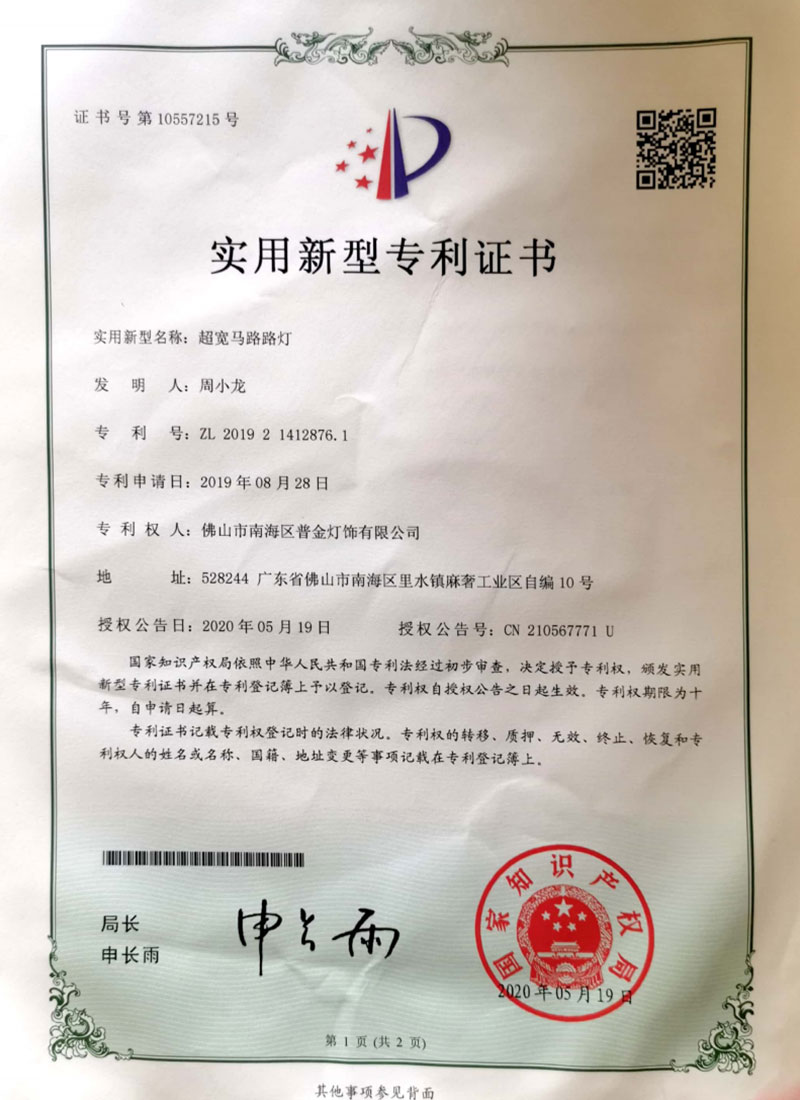 证书号第10557215号
实用新型专利证书
实用新型名称：超宽马路路灯
发明人：周小龙
专利号：ZL 2019 2 1412876.1
专利申请日：2019年08月28日
专利权人：佛山市南海区普金灯饰有限公司
地址：528244 广东省佛山市南海区里水镇麻奢工业区自编10号
授权公告日：2020年05月19日 授权公告号：CN 210567771 U
国家知识产权局依照中华人民共和国专利法经过初步审查，决定授予专利权，颁发实用
新型专利证书并在专利登记簿上予以登记。专利权自授权公告之日起生效。专利权期限为十
年，自申请日起算。
专利证书记载专利权登记时的法律状况。专利权的转移、质押、无效、终止、恢复和专
利权人的姓名或名称、国籍、地址变更等事项记载在专利登记簿上。
局长
申长雨
申长雨
国家知识产权局
2020年05月19日
第1页(共2页)
其他事项参见背面